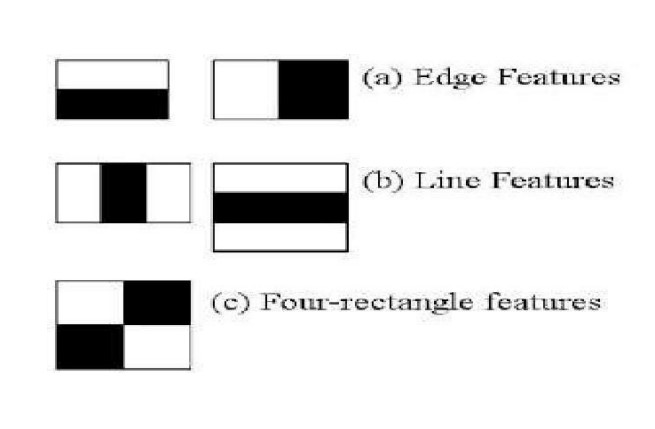 (a) Edge Features
(b) Line Features
(c) Four-rectangle features